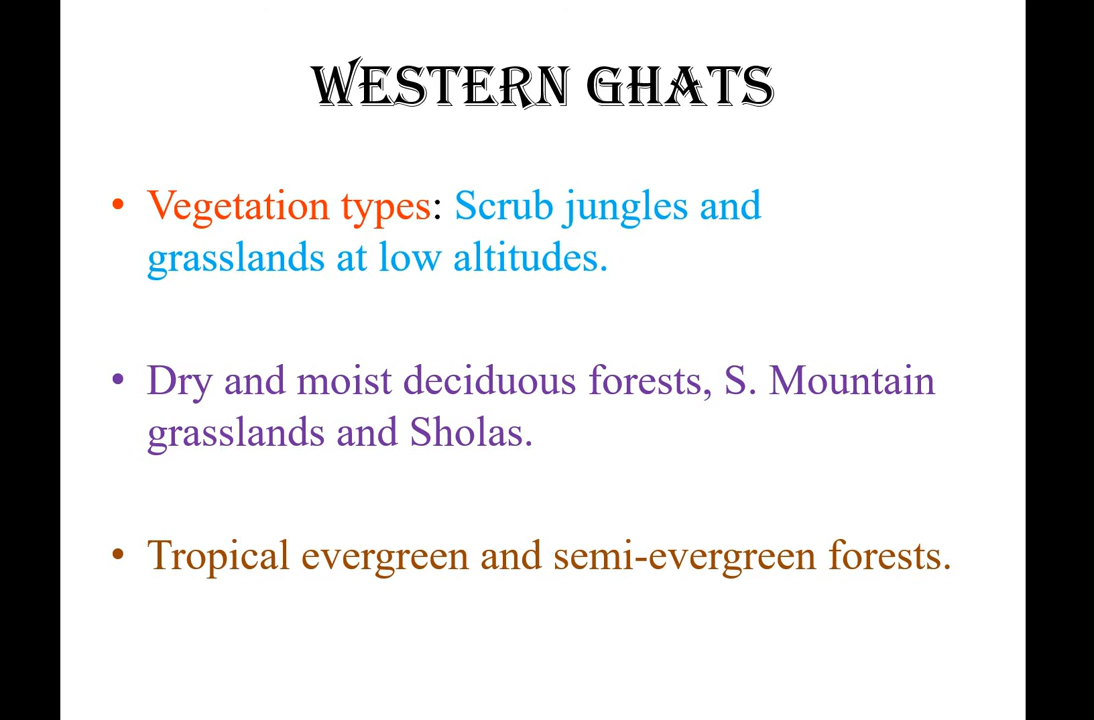 WESTERN GHATS
• Vegetation types: Scrub jungles and
grasslands at low altitudes.
• Dry and moist deciduous forests, S. Mountain
grasslands and Sholas.
• Tropical evergreen and semi-evergreen forests.